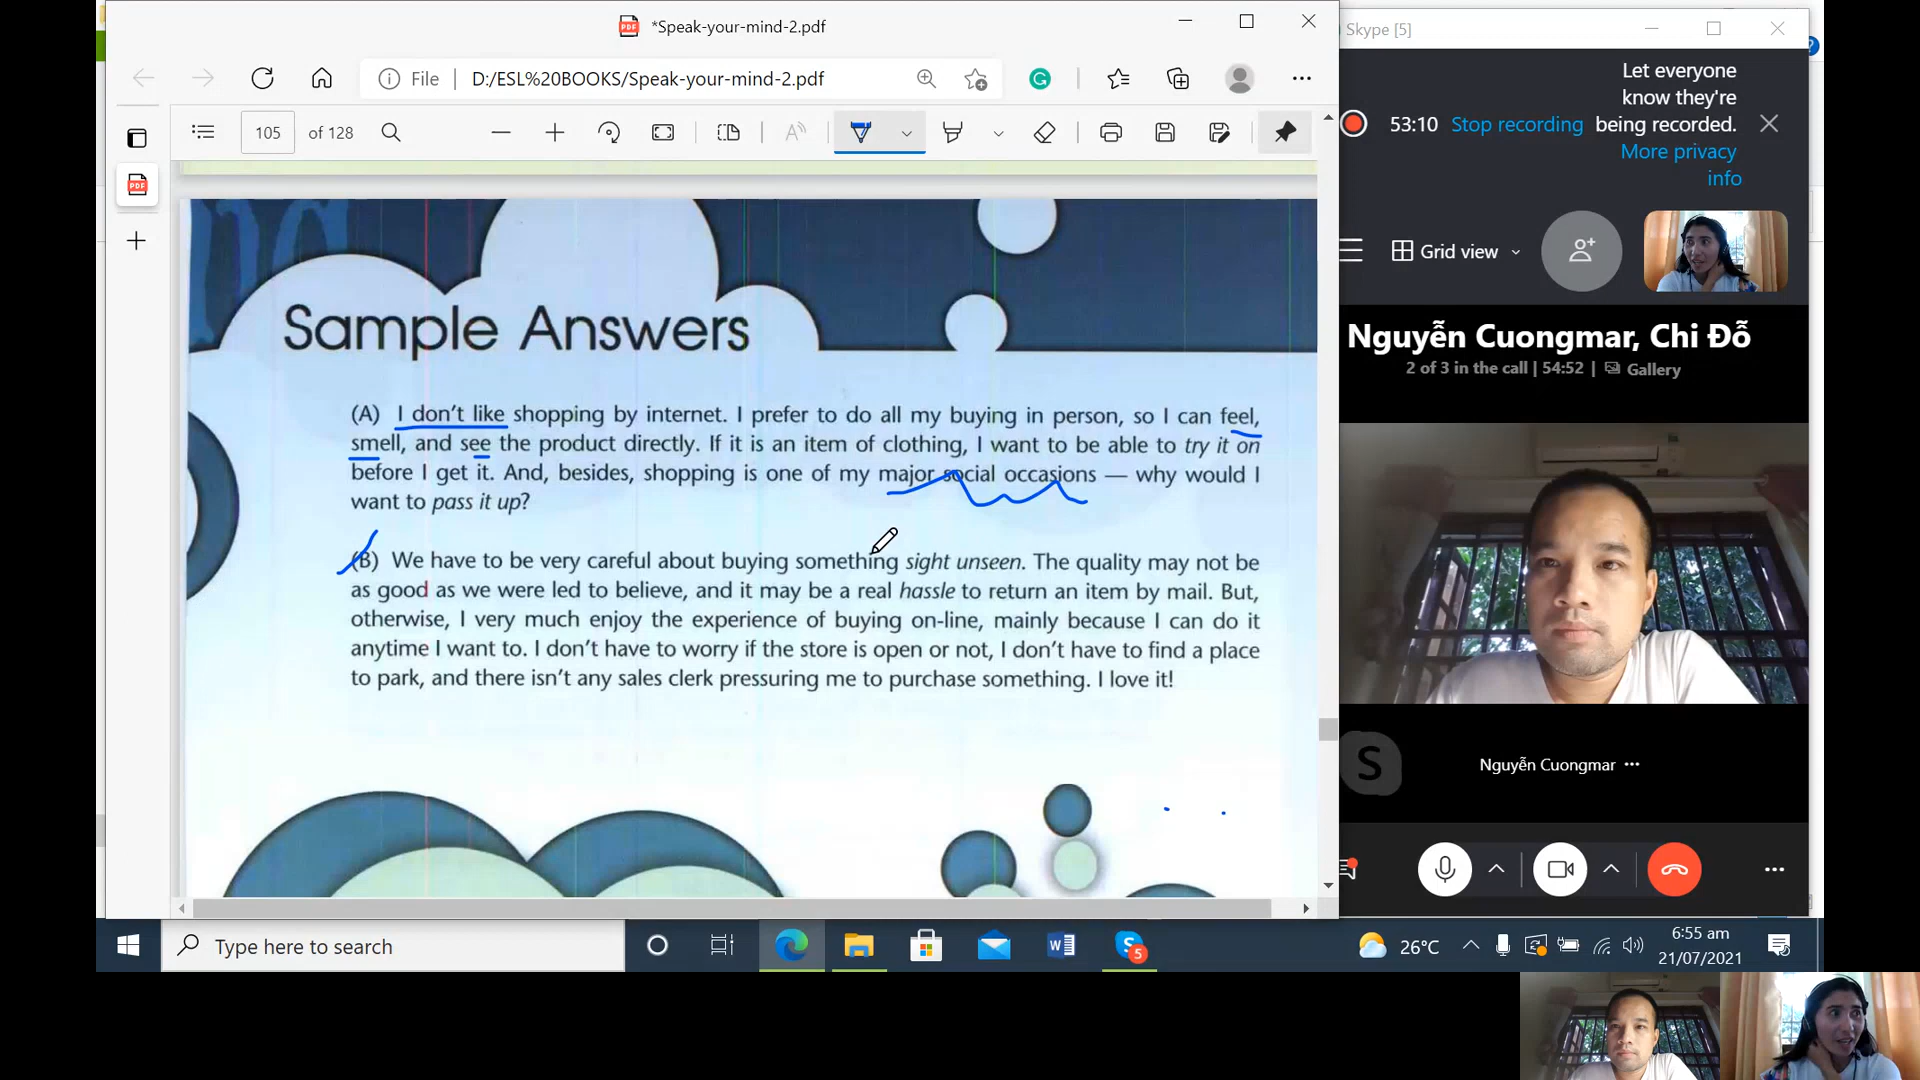 *Speak-your-mind-2.pdf
File
D:/ESL%20BOOKS/Speak-your-mind-2.pdf
105 of 128
Sample Answers
(A) I don't like shopping by internet. I prefer to do all my buying in person, so I can feel,
smell, and see the product directly. If it is an item of clothing, I want to be able to try it on
before I get it. And, besides, shopping is one of my major social occasions — why would I
want to pass it up?
(B) We have to be very careful about buying something sight unseen. The quality may not be
as good as we were led to believe, and it may be a real hassle to return an item by mail. But,
otherwise, I very much enjoy the experience of buying on-line, mainly because I can do it
anytime I want to. I don't have to worry if the store is open or not, I don't have to find a place
to park, and there isn't any sales clerk pressuring me to purchase something. I love it!
Skype [5]
Let everyone
know they're
53:10 Stop recording being recorded.
More privacy
info
Grid view
Nguyễn Cuongmar, Chi Đỗ
2 of 3 in the call | 54:52 | Gallery
S
Nguyễn Cuongmar
Type here to search
26°C
6:55 am
21/07/2021